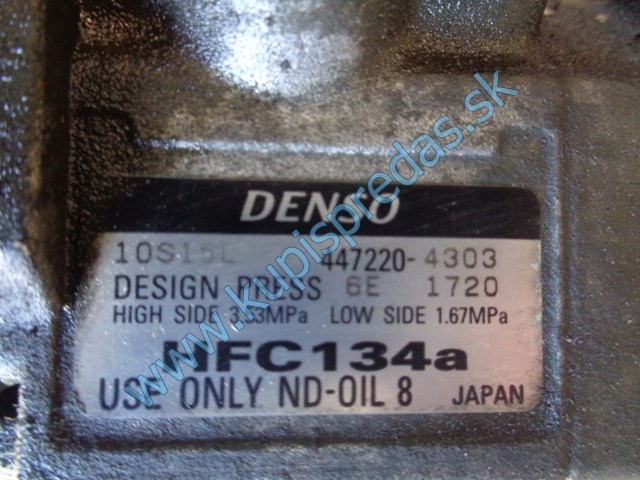 DENSO
10S15L 447220-4303
DESIGN PRESS 6E 1720
HIGH SIDE 3.53MPa LOW SIDE 1.67MPa
HFC134a
USE ONLY ND-OIL 8 JAPAN
www.kupispredas.sk